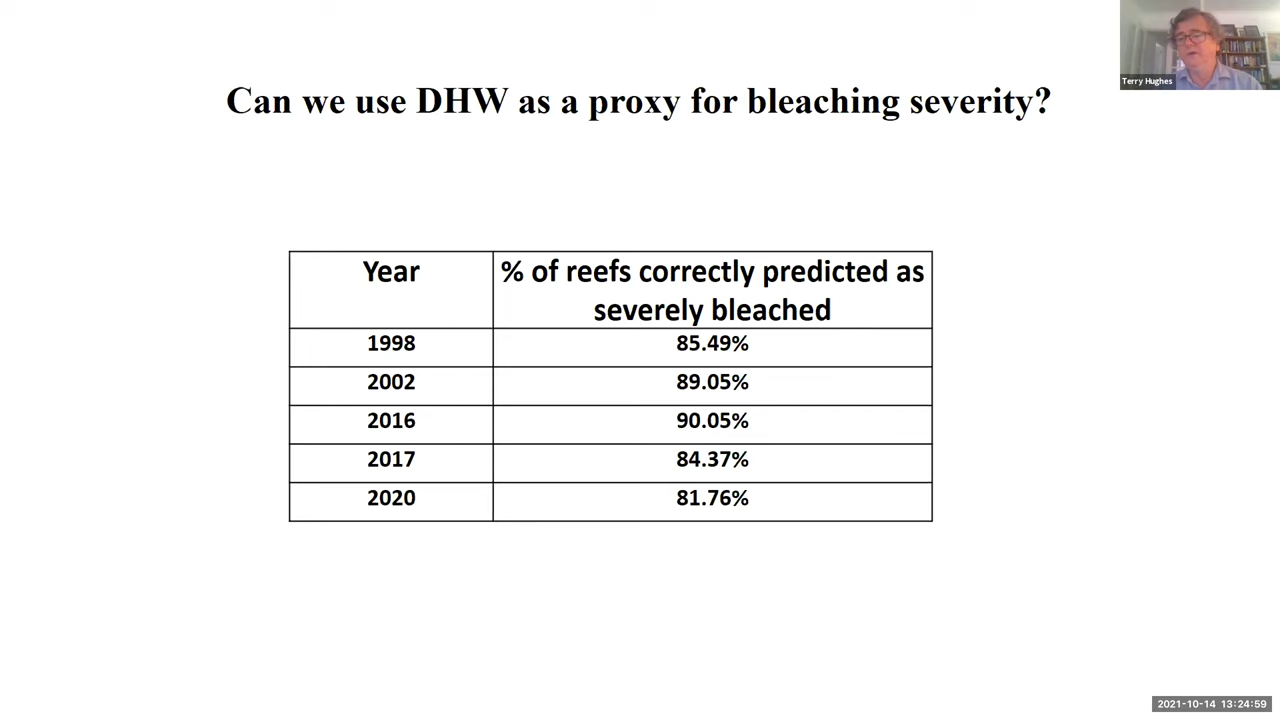 Terry Hughes
Can we use DHW as a proxy for bleaching severity?
Year
% of reefs correctly predicted as
severely bleached
1998
85.49%
2002
89.05%
2016
90.05%
2017
84.37%
2020
81.76%
2021-10-14 13:24:59